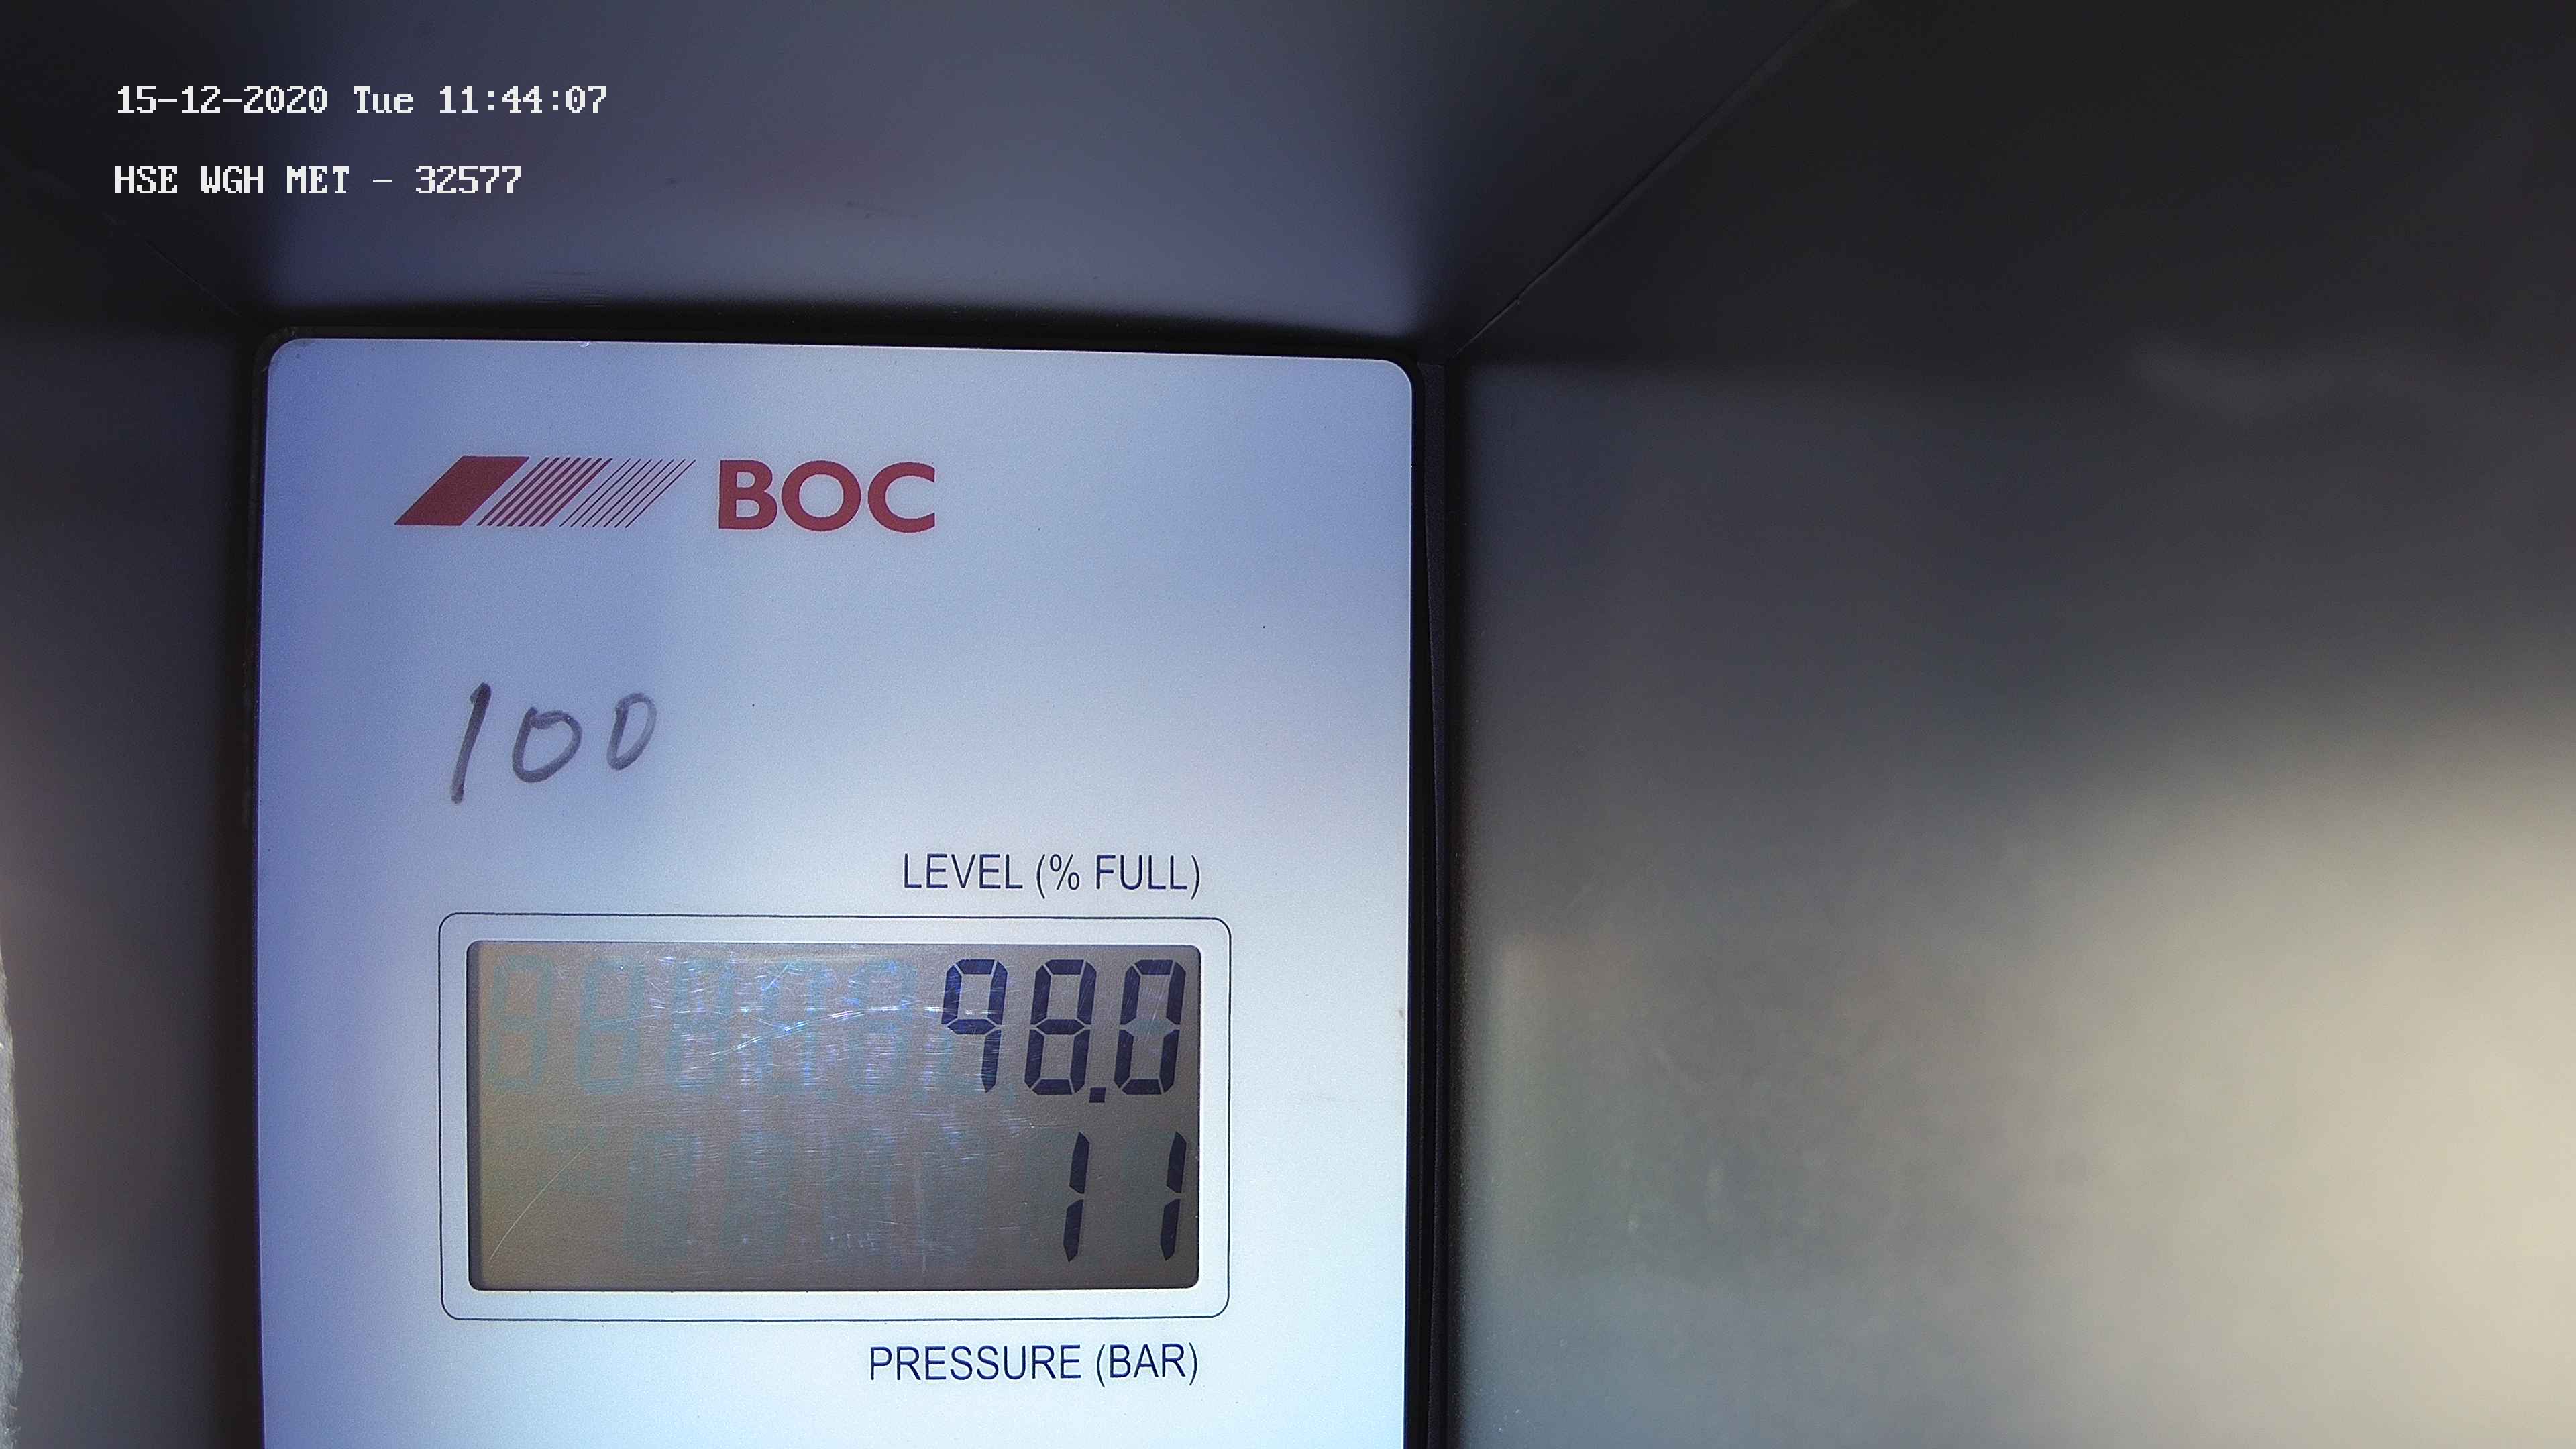 15-12-2020 Tue 11:44:07
HSE WGH MET - 32577
BOC
100
LEVEL (% FULL)
98.0
11
PRESSURE (BAR)